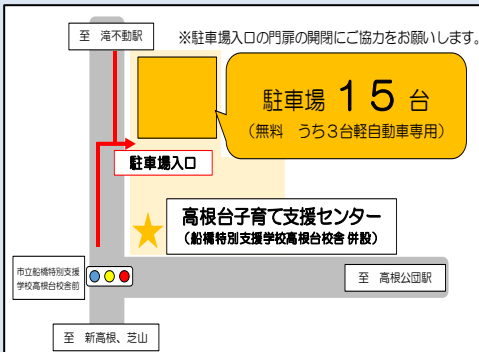 至　滝不動駅
※駐車場入口の門扉の開閉にご協力をお願いします。
駐車場 １５ 台
（無料　うち３台軽自動車専用）
駐車場入口
高根台子育て支援センター
（船橋特別支援学校高根台校舎 併設）
市立船橋特別支援
学校高根台校舎前
至　高根公団駅
至　新高根、芝山